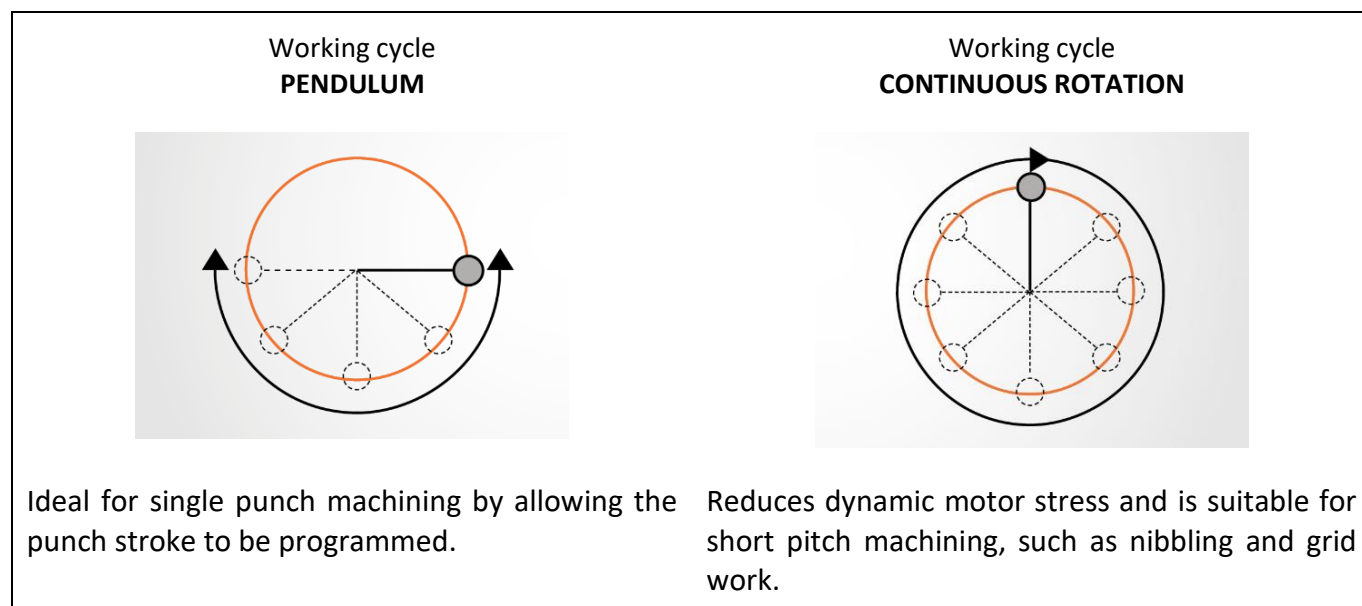 Working cycle
PENDULUM
Ideal for single punch machining by allowing the
punch stroke to be programmed.
Working cycle
CONTINUOUS ROTATION
Reduces dynamic motor stress and is suitable for
short pitch machining, such as nibbling and grid
work.